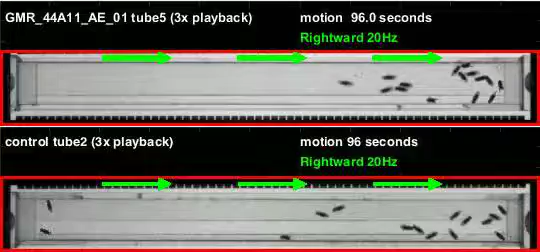 GMR_44A11_AE_01 tube5 (3x playback)
motion  96.0 seconds
Rightward 20Hz
control tube2 (3x playback)
motion 96 seconds
Rightward 20Hz